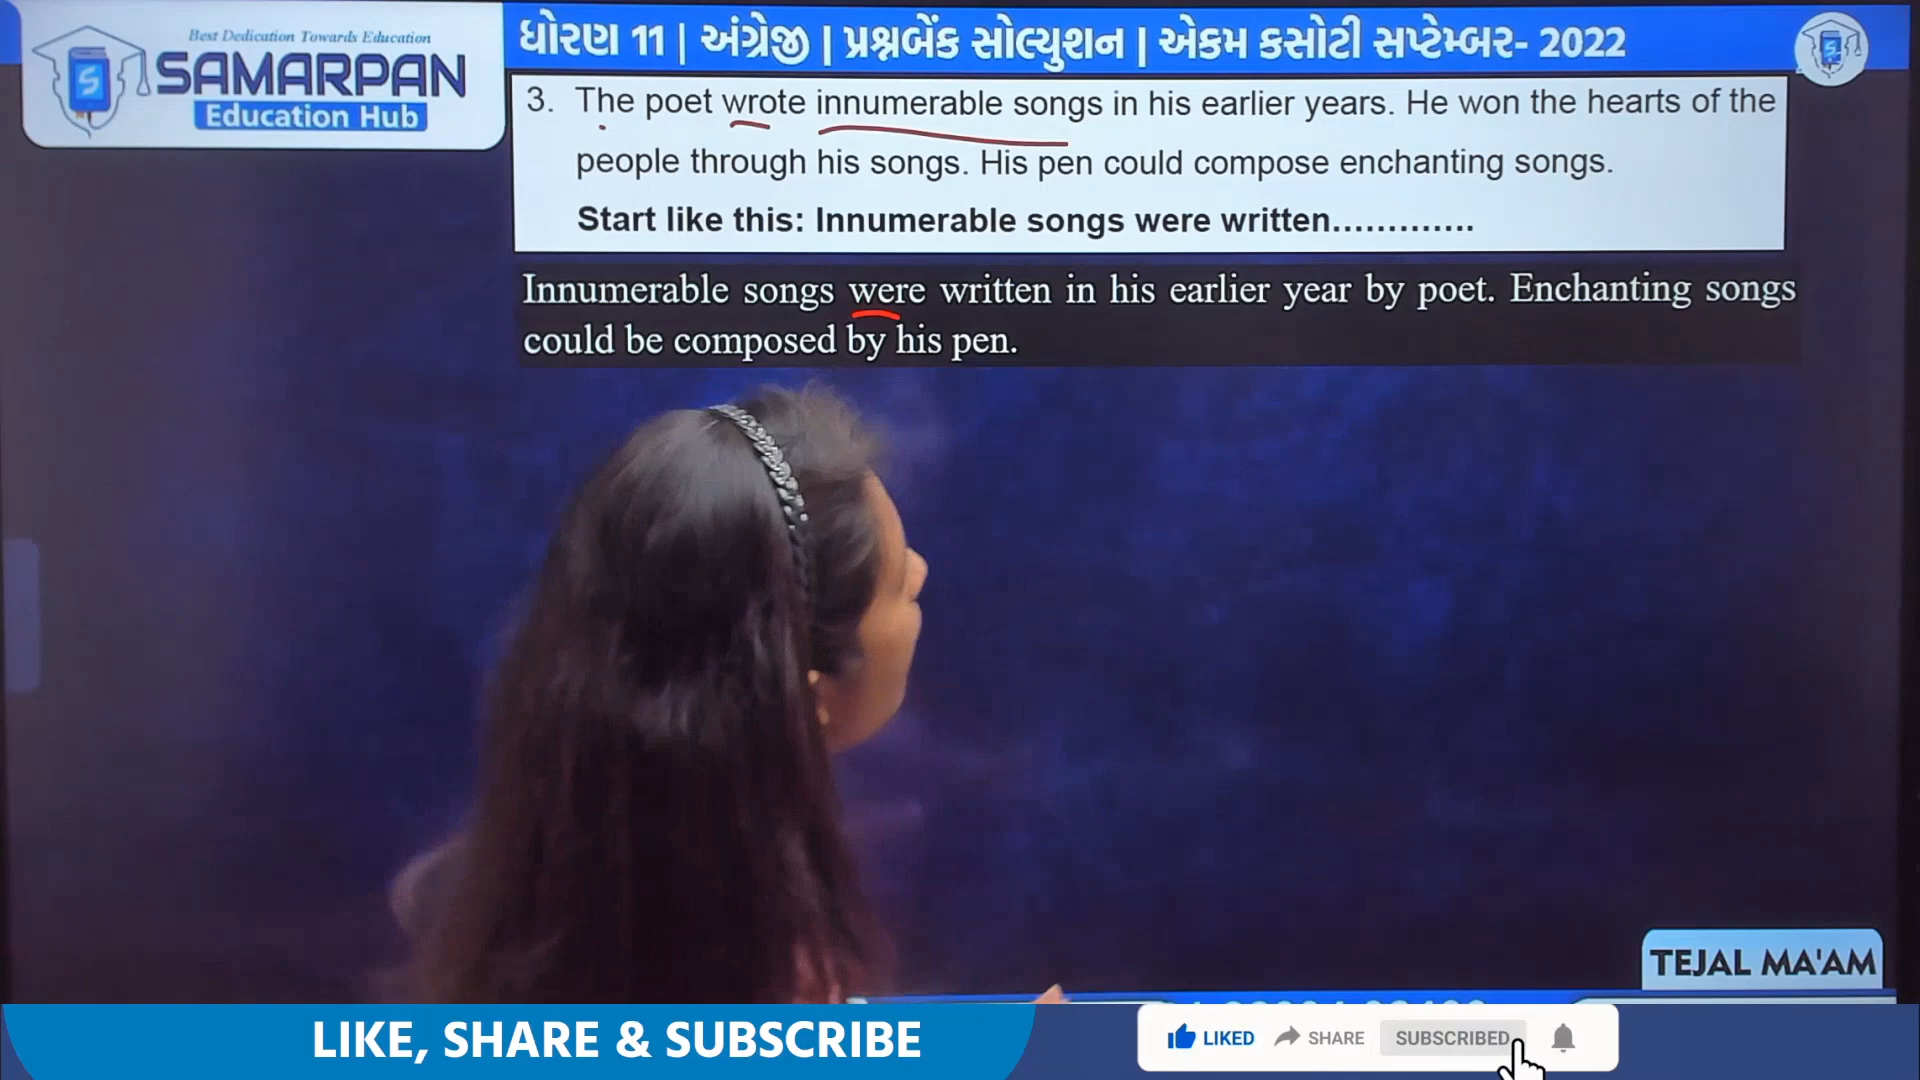 Best Dedication Towards Education
SAMARPAN
Education Hub
ધોરણ 11 | અંગ્રેજી | પ્રશ્નબેંક સોલ્યુશન | એકમ કસોટી સપ્ટેમ્બર- 2022
3. The poet wrote innumerable songs in his earlier years. He won the hearts of the
people through his songs. His pen could compose enchanting songs.
Start like this: Innumerable songs were written.............
Innumerable songs were written in his earlier year by poet. Enchanting songs
could be composed by his pen.
TEJAL MA'AM
LIKE, SHARE & SUBSCRIBE
LIKED SHARE SUBSCRIBED